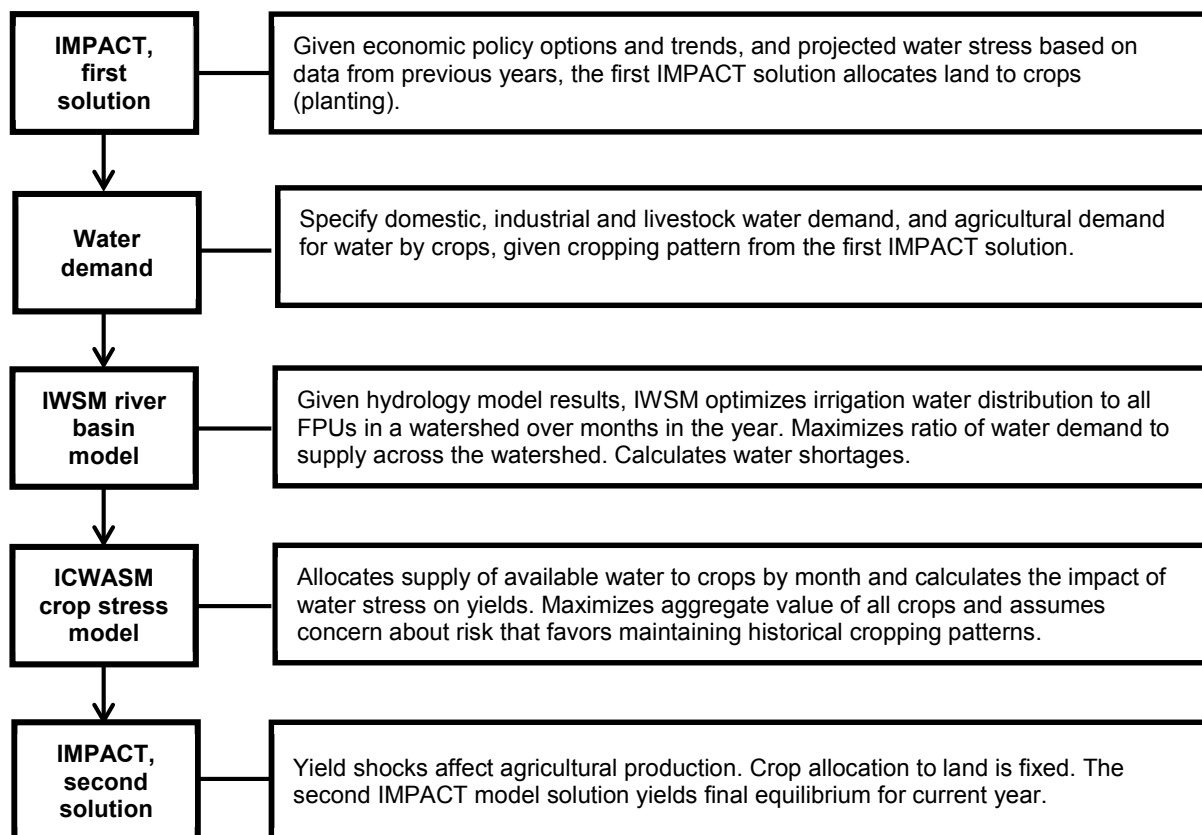 IMPACT,
first
solution
Given economic policy options and trends, and projected water stress based on
data from previous years, the first IMPACT solution allocates land to crops
(planting).
Water
demand
Specify domestic, industrial and livestock water demand, and agricultural demand
for water by crops, given cropping pattern from the first IMPACT solution.
IWSM river
basin
model
Given hydrology model results, IWSM optimizes irrigation water distribution to all
FPUs in a watershed over months in the year. Maximizes ratio of water demand to
supply across the watershed. Calculates water shortages.
ICWASM
crop stress
model
Allocates supply of available water to crops by month and calculates the impact of
water stress on yields. Maximizes aggregate value of all crops and assumes
concern about risk that favors maintaining historical cropping patterns.
IMPACT,
second
solution
Yield shocks affect agricultural production. Crop allocation to land is fixed. The
second IMPACT model solution yields final equilibrium for current year.